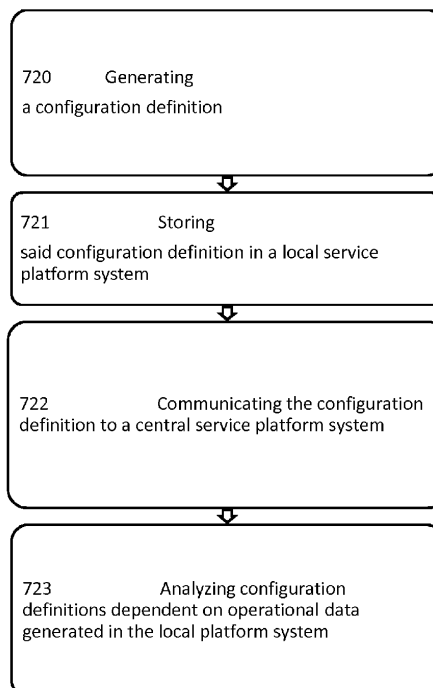 720 Generating
a configuration definition
721 Storing
said configuration definition in a local service
platform system
722 Communicating the configuration
definition to a central service platform system
723 Analyzing configuration
definitions dependent on operational data
generated in the local platform system